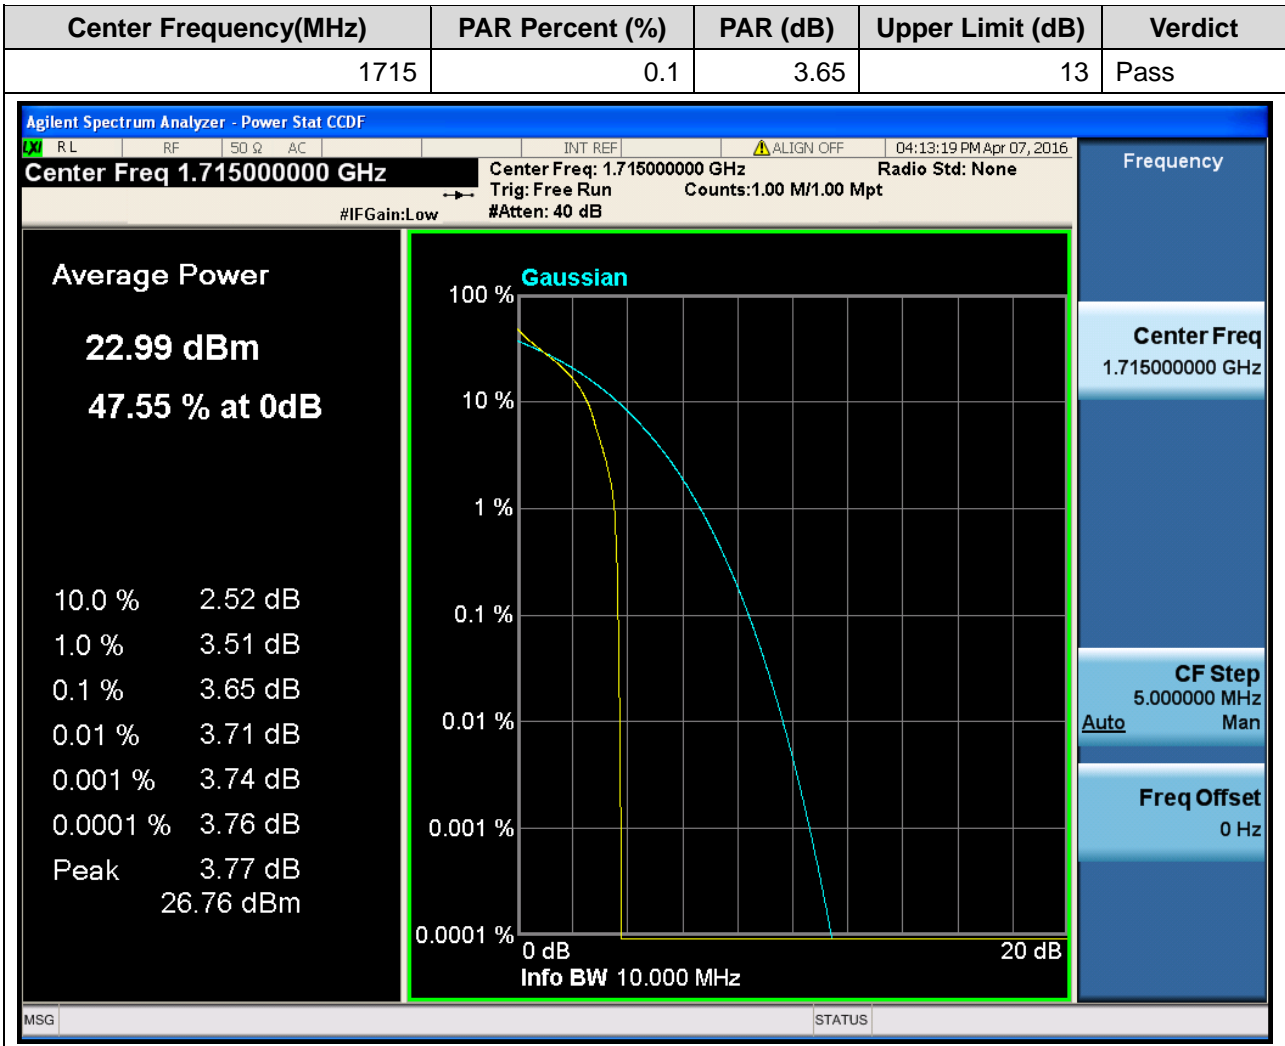 Center Frequency(MHz) PAR Percent (%) PAR (dB) Upper Limit (dB) Verdict
1715 0.1 3.65 13 Pass
Agilent Spectrum Analyzer - Power Stat CCDF
LXI RL RF 50 Ω AC INT REF ALIGN OFF 04:13:19 PM Apr 07, 2016
Center Freq 1.715000000 GHz
Center Freq: 1.715000000 GHz Radio Std: None
Trig: Free Run Counts:1.00 M/1.00 Mpt
#IFGain:Low #Atten: 40 dB
Average Power
22.99 dBm
47.55 % at 0dB
10.0 % 2.52 dB
1.0 % 3.51 dB
0.1 % 3.65 dB
0.01 % 3.71 dB
0.001 % 3.74 dB
0.0001 % 3.76 dB
Peak 3.77 dB
26.76 dBm
Gaussian
100 %
10 %
1 %
0.1 %
0.01 %
0.001 %
0.0001 %
0 dB 20 dB
Info BW 10.000 MHz
Frequency
Center Freq
1.715000000 GHz
CF Step
5.000000 MHz
Auto Man
Freq Offset
0 Hz
MSG STATUS